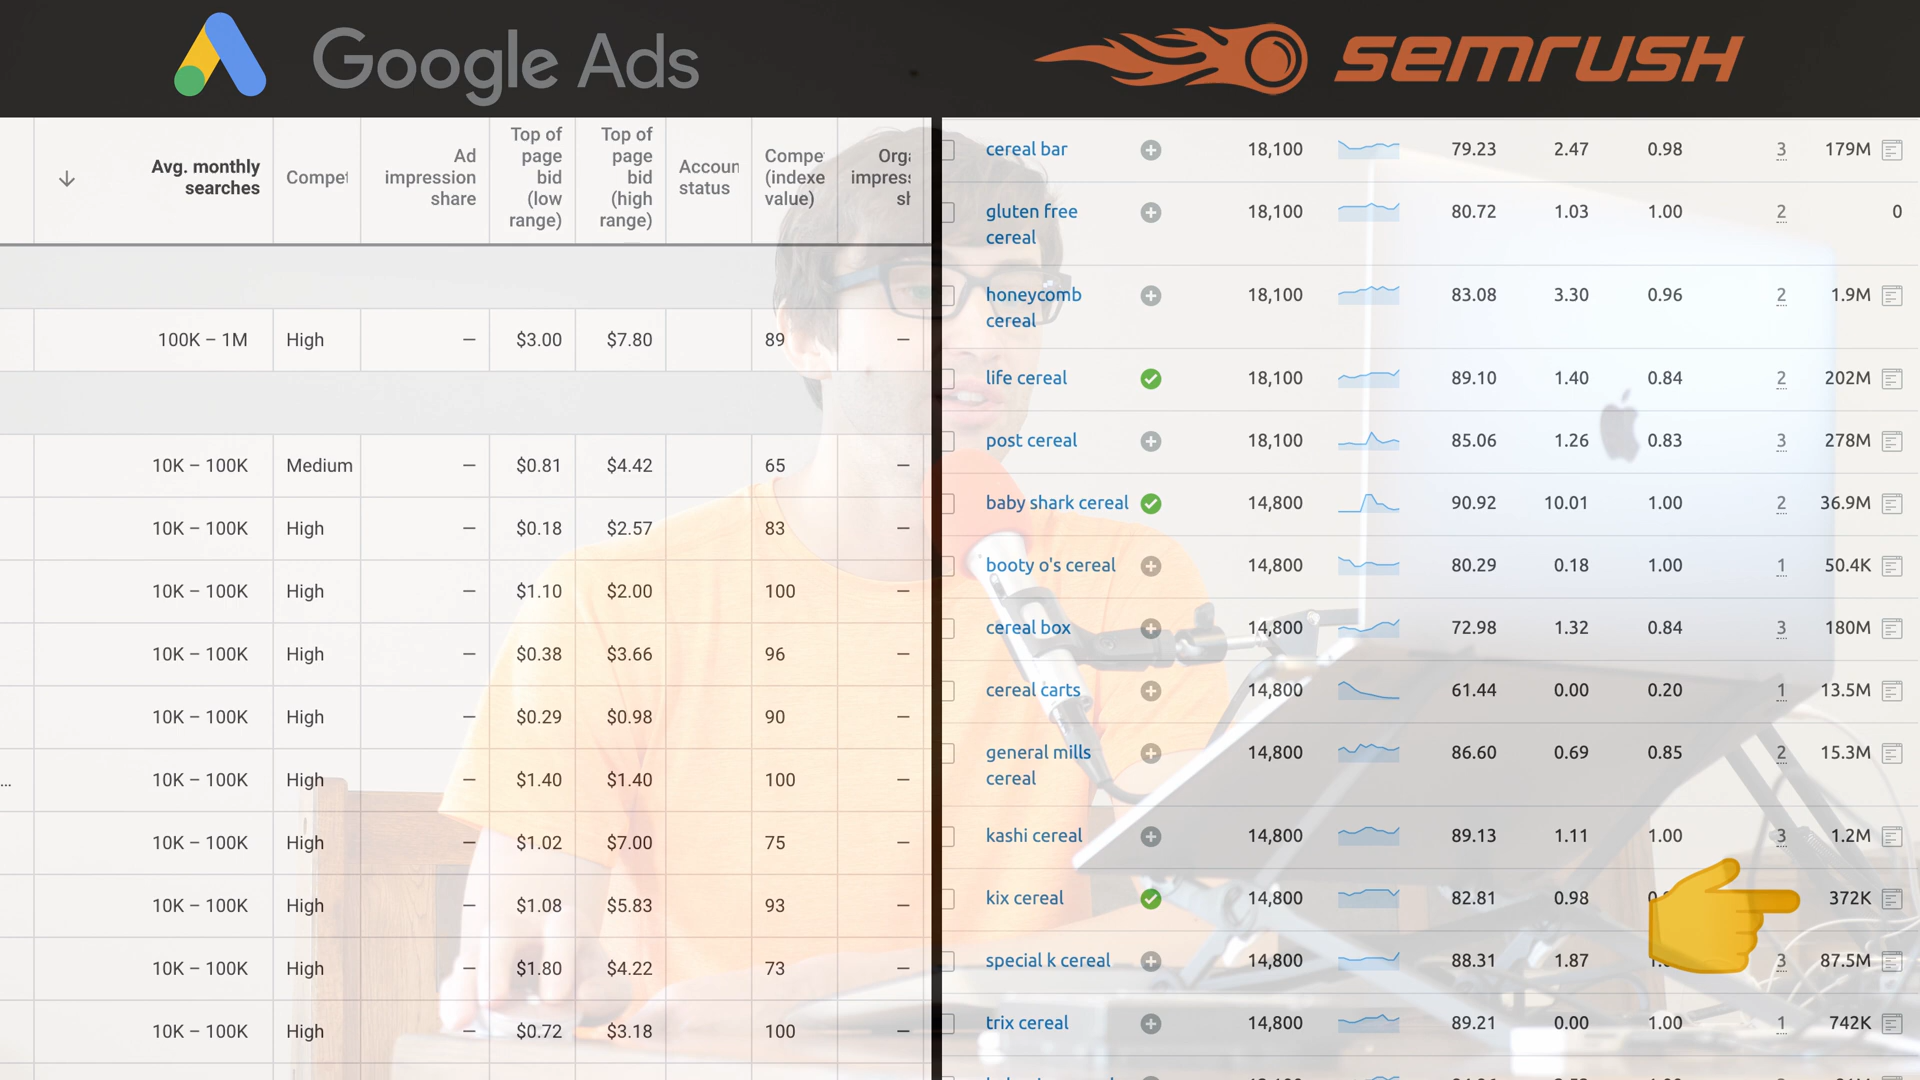 Google Ads
semrush
Avg. monthly searches Compet Ad impression share Top of page bid (low range) Top of page bid (high range) Accoun status Compe (indexe value) Orga impress sh
100K – 1M High — $3.00 $7.80 89 —
10K – 100K Medium — $0.81 $4.42 65 —
10K – 100K High — $0.18 $2.57 83 —
10K – 100K High — $1.10 $2.00 100 —
10K – 100K High — $0.38 $3.66 96 —
10K – 100K High — $0.29 $0.98 90 —
... 10K – 100K High — $1.40 $1.40 100 —
10K – 100K High — $1.02 $7.00 75 —
10K – 100K High — $1.08 $5.83 93 —
10K – 100K High — $1.80 $4.22 73 —
10K – 100K High — $0.72 $3.18 100 —
cereal bar 18,100 79.23 2.47 0.98 3 179M
gluten free cereal 18,100 80.72 1.03 1.00 2 0
honeycomb cereal 18,100 83.08 3.30 0.96 2 1.9M
life cereal 18,100 89.10 1.40 0.84 2 202M
post cereal 18,100 85.06 1.26 0.83 3 278M
baby shark cereal 14,800 90.92 10.01 1.00 2 36.9M
booty o's cereal 14,800 80.29 0.18 1.00 1 50.4K
cereal box 14,800 72.98 1.32 0.84 3 180M
cereal carts 14,800 61.44 0.00 0.20 1 13.5M
general mills cereal 14,800 86.60 0.69 0.85 2 15.3M
kashi cereal 14,800 89.13 1.11 1.00 3 1.2M
kix cereal 14,800 82.81 0.98 372K
special k cereal 14,800 88.31 1.87 3 87.5M
trix cereal 14,800 89.21 0.00 1.00 1 742K